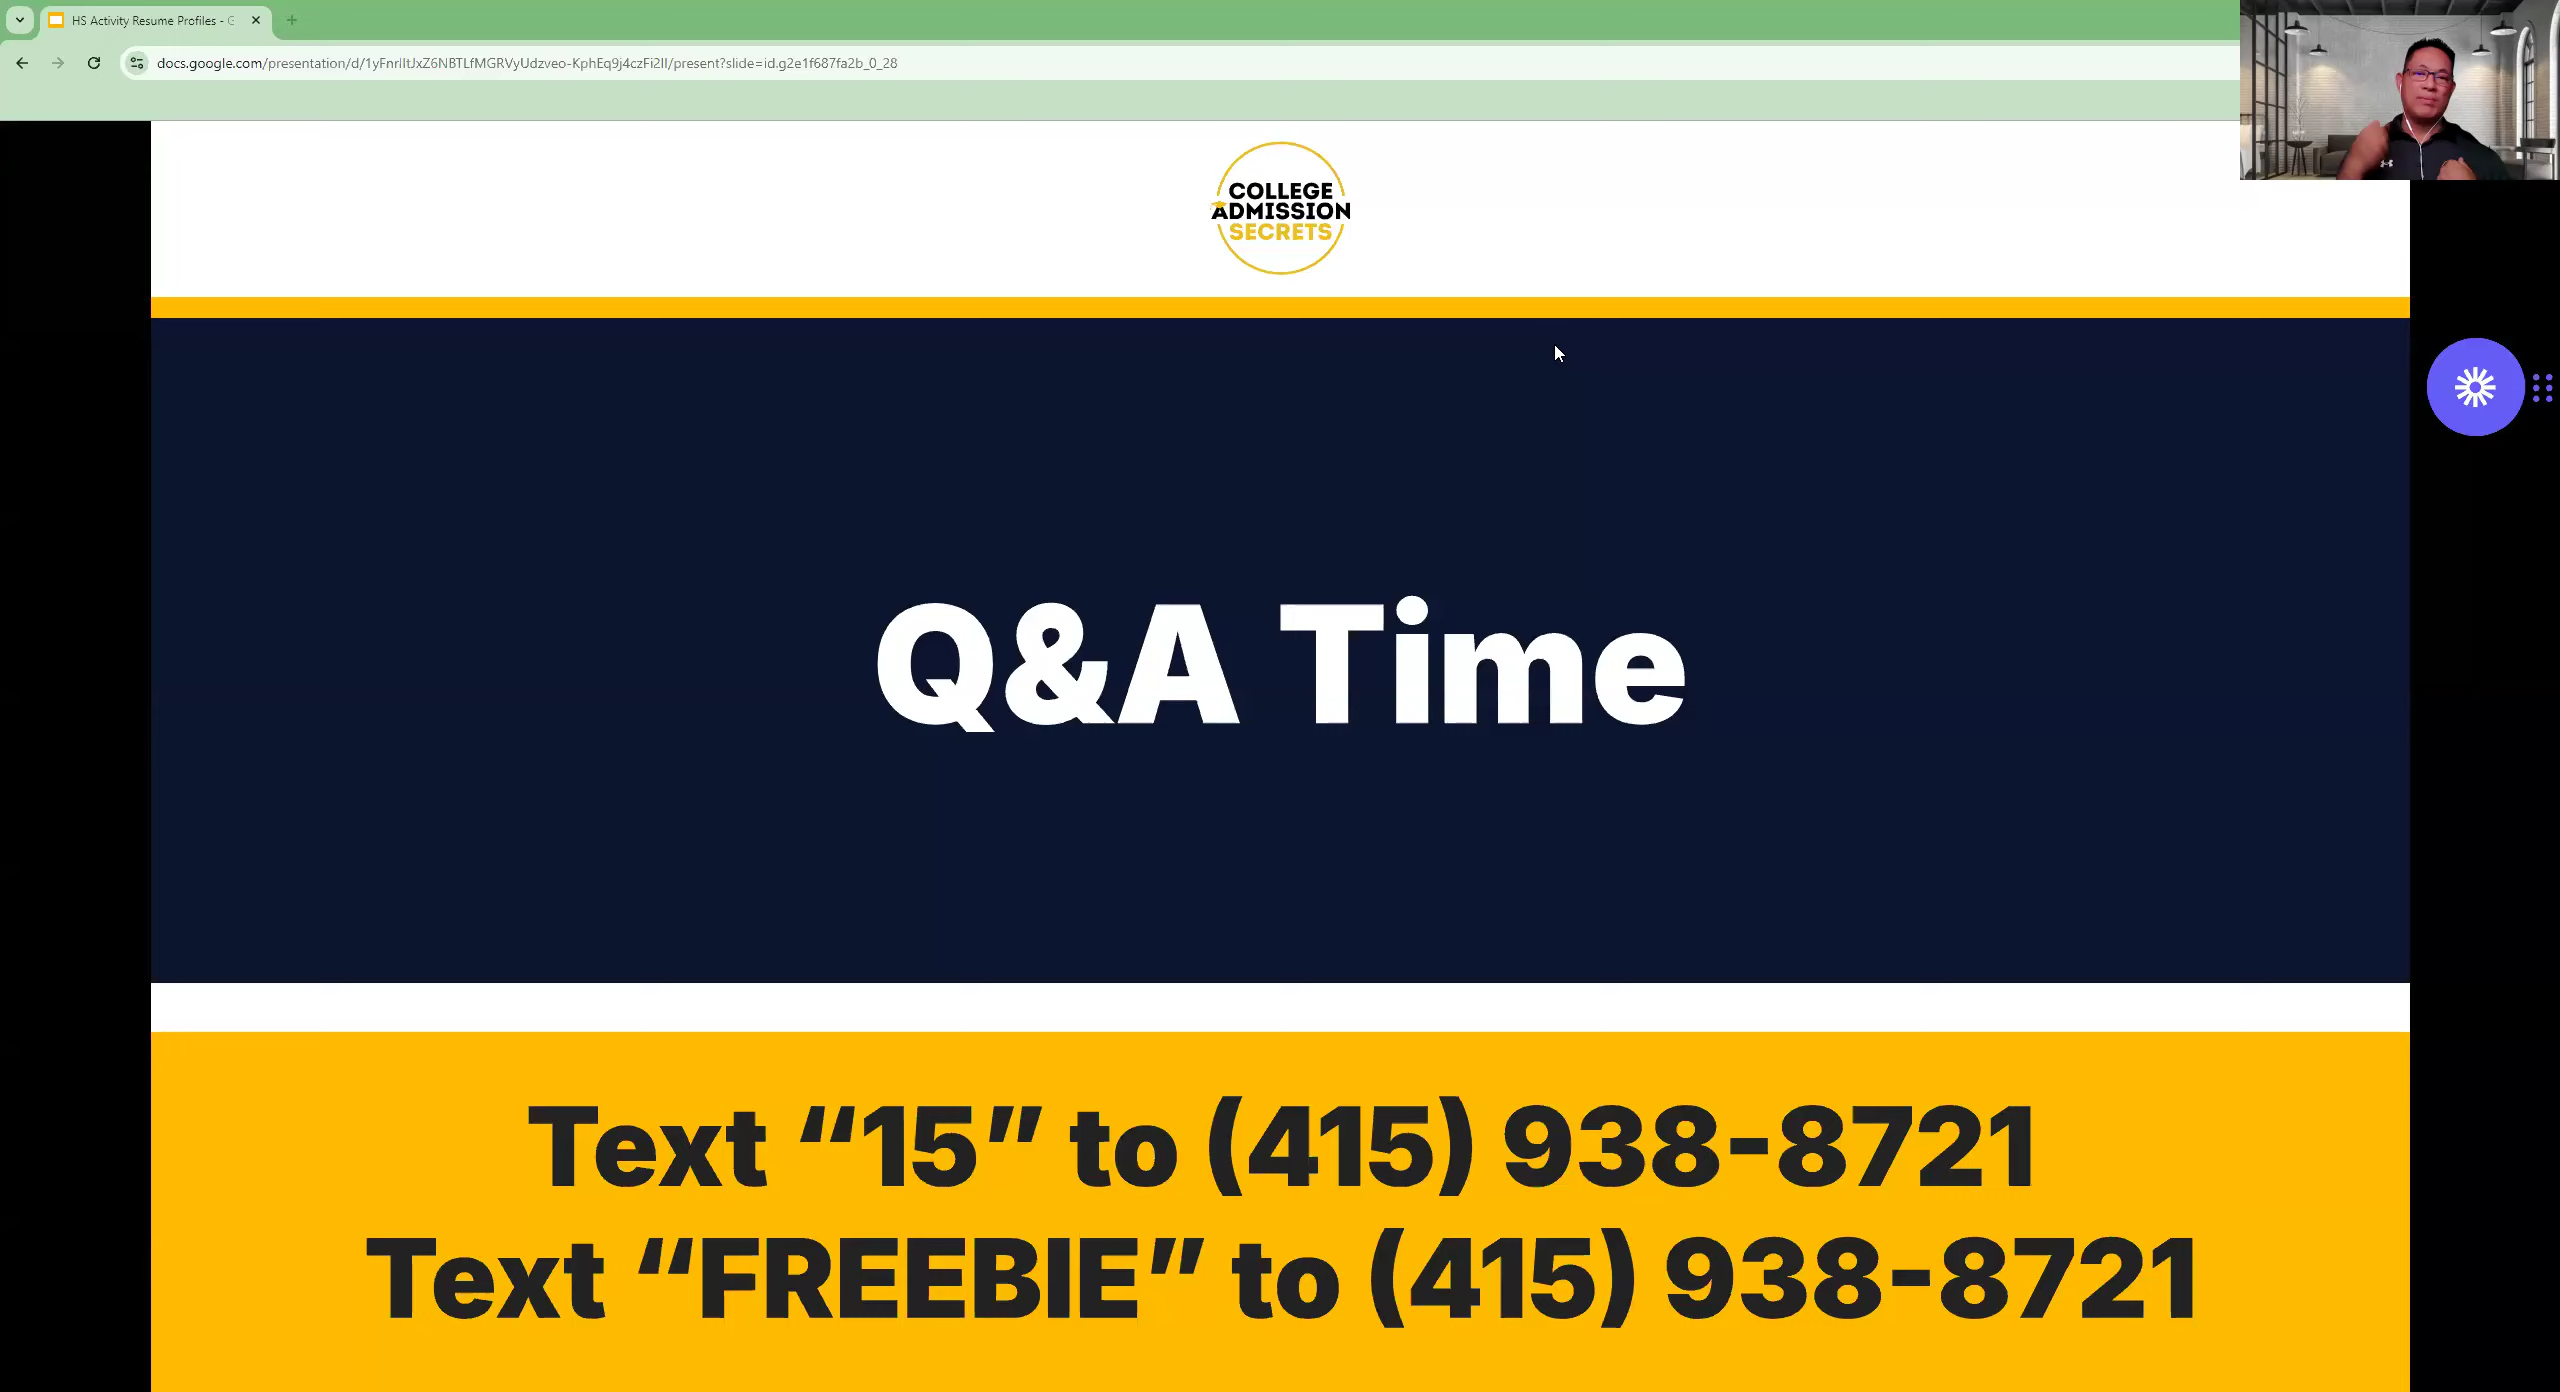 HS Activity Resume Profiles - G
docs.google.com/presentation/d/1yFnrlltJxZ6NBTLfMGRVyUdzveo-KphEq9j4czFi2lI/present?slide=id.g2e1f687fa2b_0_28
COLLEGE
ADMISSION
SECRETS
Q&A Time
Text “15” to (415) 938-8721
Text “FREEBIE” to (415) 938-8721